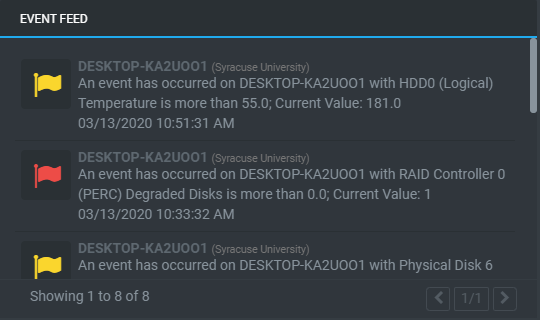 EVENT FEED
DESKTOP-KA2UOO1 (Syracuse University)
An event has occurred on DESKTOP-KA2UOO1 with HDD0 (Logical)
Temperature is more than 55.0; Current Value: 181.0
03/13/2020 10:51:31 AM
DESKTOP-KA2UOO1 (Syracuse University)
An event has occurred on DESKTOP-KA2UOO1 with RAID Controller 0
(PERC) Degraded Disks is more than 0.0; Current Value: 1
03/13/2020 10:33:32 AM
DESKTOP-KA2UOO1 (Syracuse University)
An event has occurred on DESKTOP-KA2UOO1 with Physical Disk 6
Showing 1 to 8 of 8
1/1